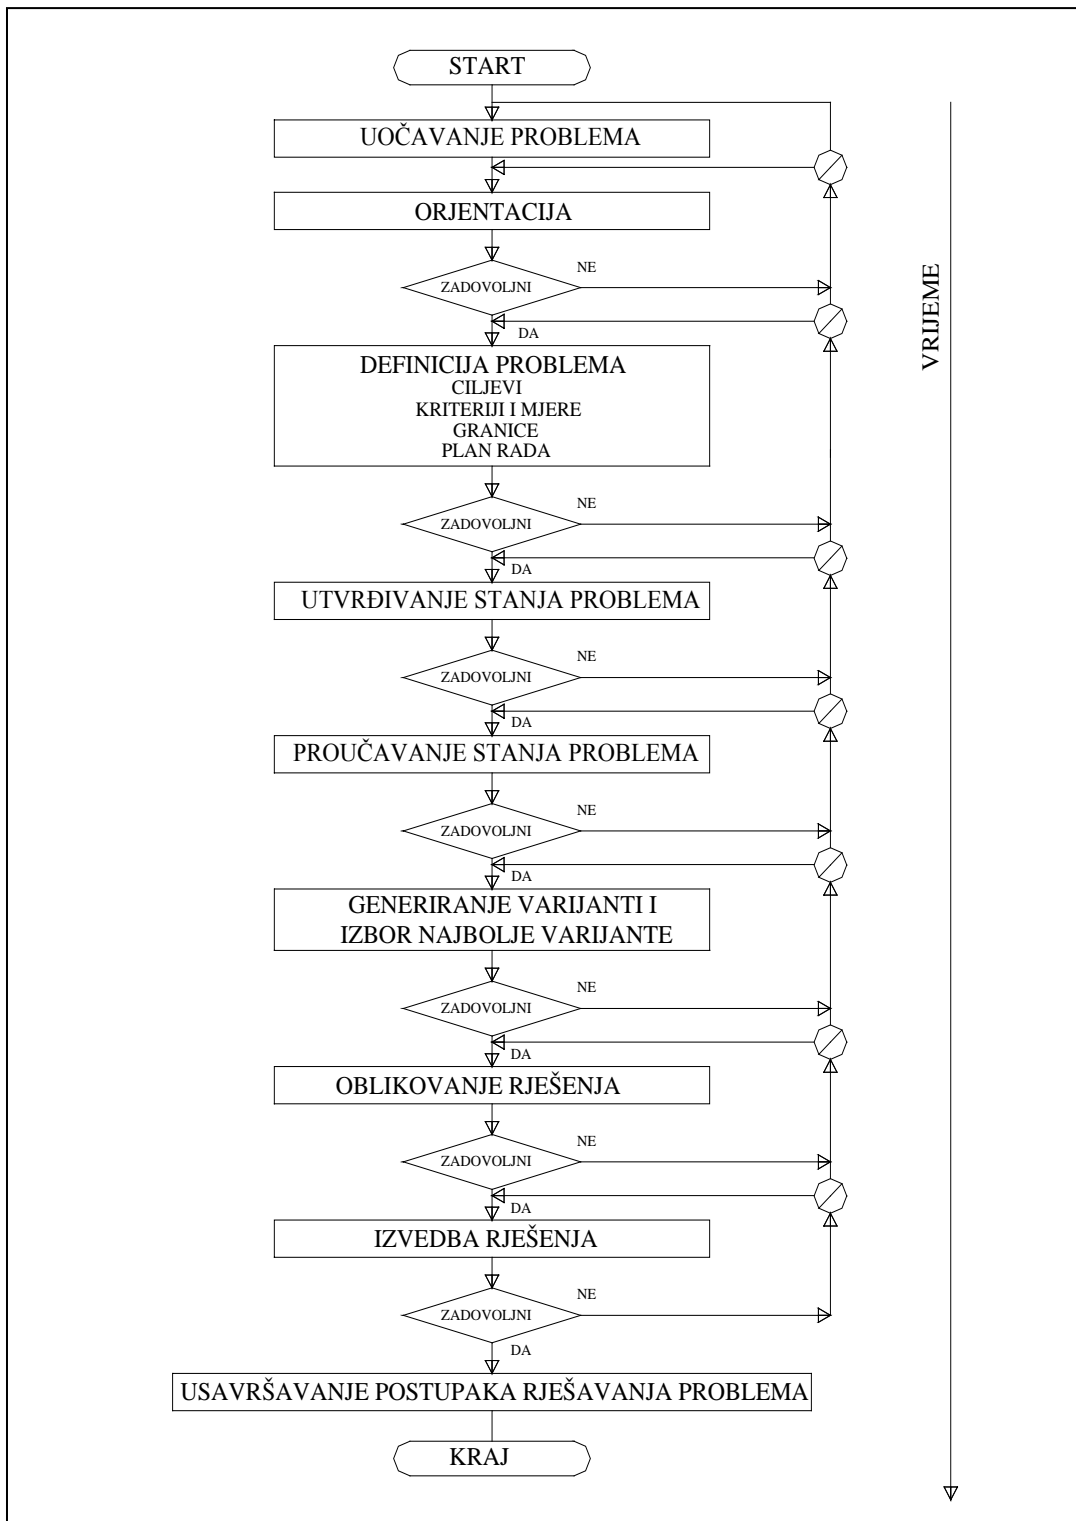 START
UOČAVANJE PROBLEMA
ORJENTACIJA
ZADOVOLJNI
NE
DA
DEFINICIJA PROBLEMA
CILJEVI
KRITERIJI I MJERE
GRANICE
PLAN RADA
ZADOVOLJNI
NE
DA
UTVRĐIVANJE STANJA PROBLEMA
ZADOVOLJNI
NE
DA
PROUČAVANJE STANJA PROBLEMA
ZADOVOLJNI
NE
DA
GENERIRANJE VARIJANTI I
IZBOR NAJBOLJE VARIJANTE
ZADOVOLJNI
NE
DA
OBLIKOVANJE RJEŠENJA
ZADOVOLJNI
NE
DA
IZVEDBA RJEŠENJA
ZADOVOLJNI
NE
DA
USAVRŠAVANJE POSTUPAKA RJEŠAVANJA PROBLEMA
KRAJ
VRIJEME